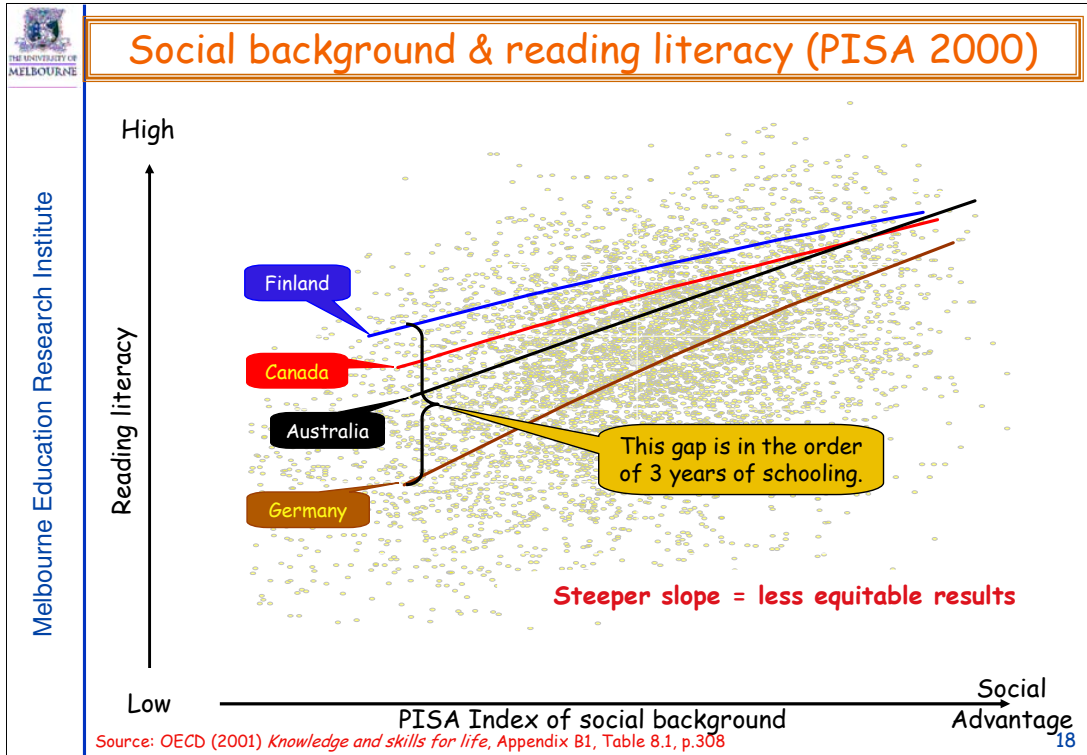 THE UNIVERSITY OF
MELBOURNE
Social background & reading literacy (PISA 2000)
Melbourne Education Research Institute
High
Reading literacy
Finland
Canada
Australia
Germany
This gap is in the order
of 3 years of schooling.
Steeper slope = less equitable results
Low
PISA Index of social background
Social
Advantage
Source: OECD (2001) Knowledge and skills for life, Appendix B1, Table 8.1, p.308
18